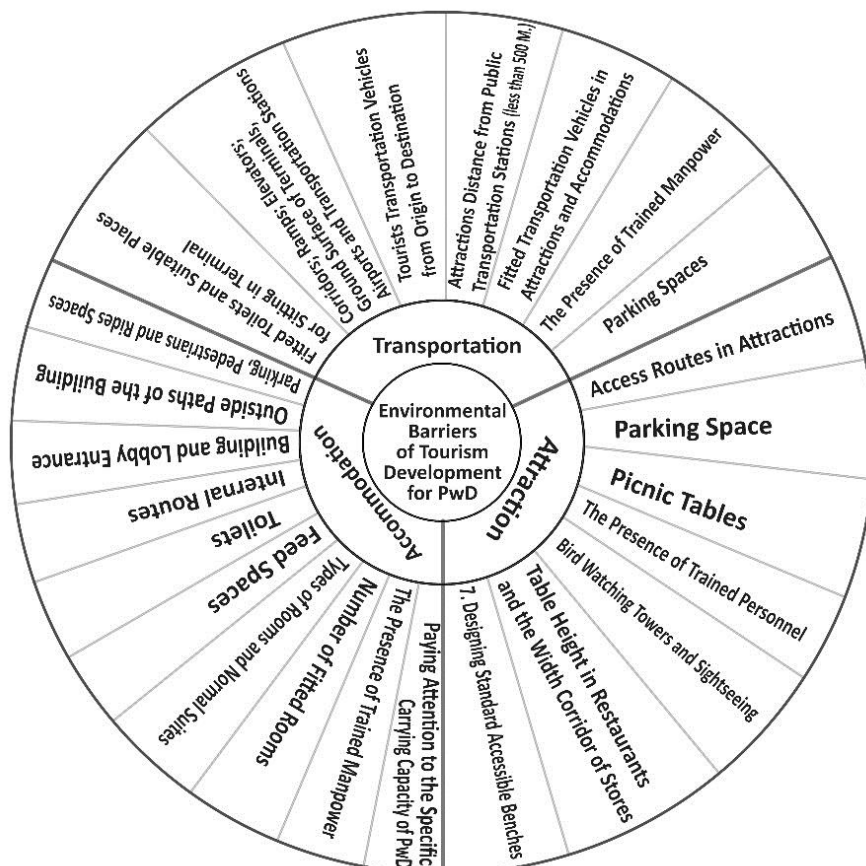 Environmental
Barriers
of Tourism
Development
for PwD
Transportation
Fitted Toilets and Suitable Places
for Sitting in Terminal
Corridors; Ramps; Elevators;
Ground Surface of Terminals,
Airports and Transportation Stations
Tourists Transportation Vehicles
from Origin to Destination
Attractions Distance from Public
Transportation Stations (less than 500 M.)
Fitted Transportation Vehicles in
Attractions and Accommodations
The Presence of Trained Manpower
Parking Spaces
Attraction
Access Routes in Attractions
Parking Space
Picnic Tables
The Presence of Trained Personnel
Bird Watching Towers and Sightseeing
Table Height in Restaurants
and the Width Corridor of Stores
7. Designing Standard Accessible Benches
Accommodation
Paying Attention to the Specific
Carrying Capacity of PwD
The Presence of Trained Manpower
Number of Fitted Rooms
Types of Rooms and Normal Suites
Feed Spaces
Toilets
Internal Routes
Building and Lobby Entrance
Outside Paths of the Building
Parking, Pedestrians and Rides Spaces